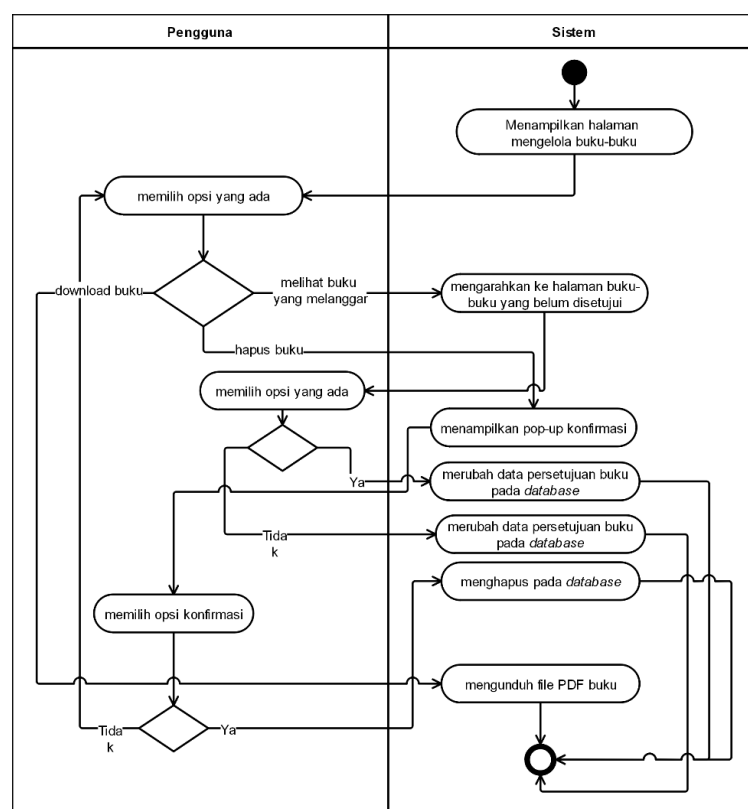 Pengguna
Sistem
Menampilkan halaman
mengelola buku-buku
memilih opsi yang ada
download buku
melihat buku
yang melanggar
mengarahkan ke halaman buku-
buku yang belum disetujui
hapus buku
memilih opsi yang ada
menampilkan pop-up konfirmasi
Ya
merubah data persetujuan buku
pada database
Tida
k
merubah data persetujuan buku
pada database
menghapus pada database
memilih opsi konfirmasi
mengunduh file PDF buku
Tida
k
Ya